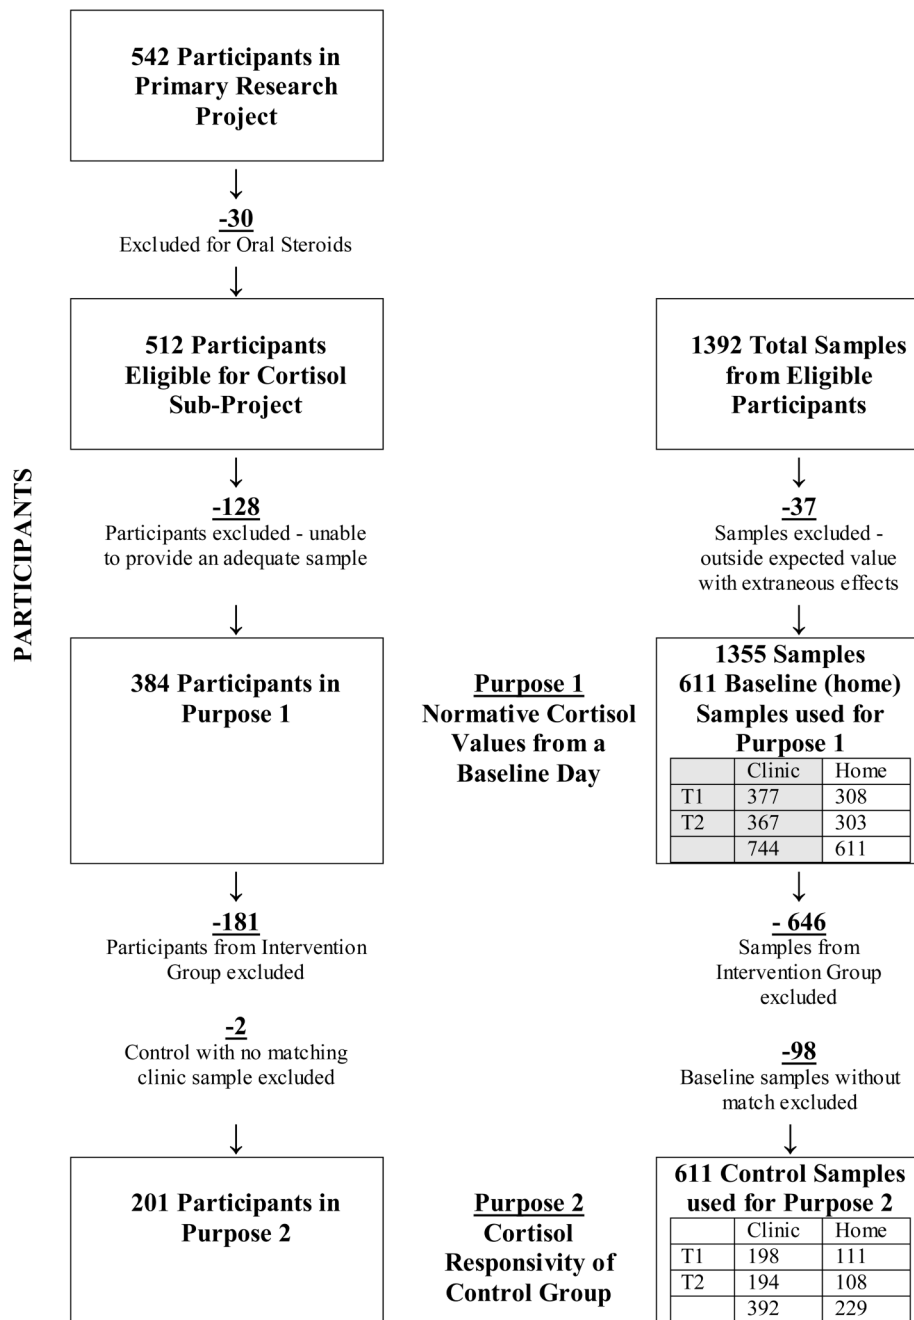 542 Participants in
Primary Research
Project
↓
-30
Excluded for Oral Steroids
↓
512 Participants
Eligible for Cortisol
Sub-Project
↓
-128
Participants excluded - unable
to provide an adequate sample
↓
PARTICIPANTS
384 Participants in
Purpose 1
↓
-181
Participants from Intervention
Group excluded
-2
Control with no matching
clinic sample excluded
↓
201 Participants in
Purpose 2
Purpose 1
Normative Cortisol
Values from a
Baseline Day
Purpose 2
Cortisol
Responsivity of
Control Group
1392 Total Samples
from Eligible
Participants
↓
-37
Samples excluded -
outside expected value
with extraneous effects
↓
1355 Samples
611 Baseline (home)
Samples used for
Purpose 1
Clinic Home
T1 377 308
T2 367 303
744 611
↓
- 646
Samples from
Intervention Group
excluded
-98
Baseline samples without
match excluded
↓
611 Control Samples
used for Purpose 2
Clinic Home
T1 198 111
T2 194 108
392 229